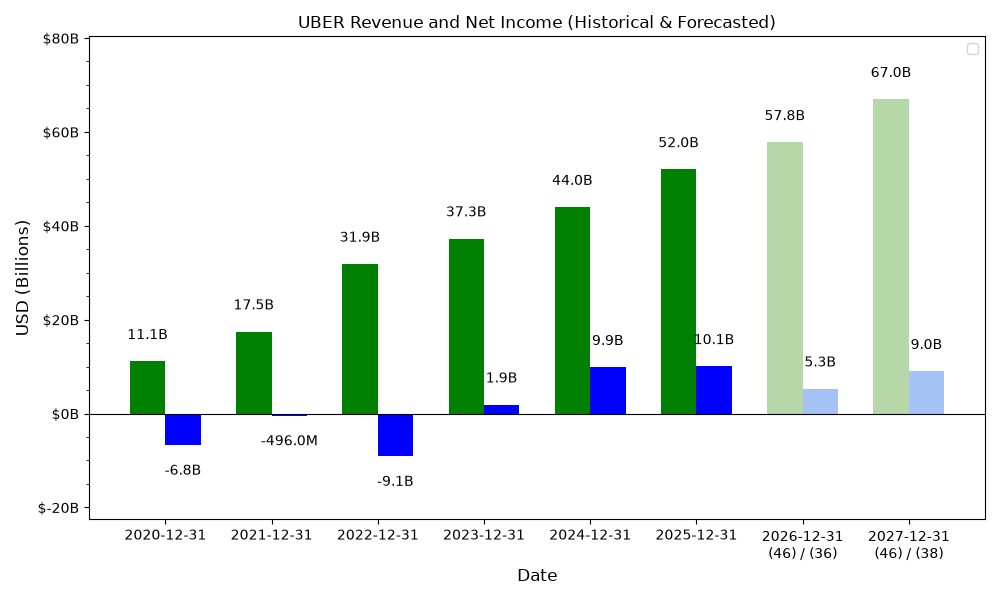 UBER Revenue and Net Income (Historical & Forecasted)
$80B
$60B
$40B
$20B
$0B
$-20B
USD (Billions)
11.1B
17.5B
31.9B
37.3B
44.0B
52.0B
57.8B
67.0B
-6.8B
-496.0M
-9.1B
1.9B
9.9B
10.1B
5.3B
9.0B
2020-12-31
2021-12-31
2022-12-31
2023-12-31
2024-12-31
2025-12-31
2026-12-31
(46) / (36)
2027-12-31
(46) / (38)
Date